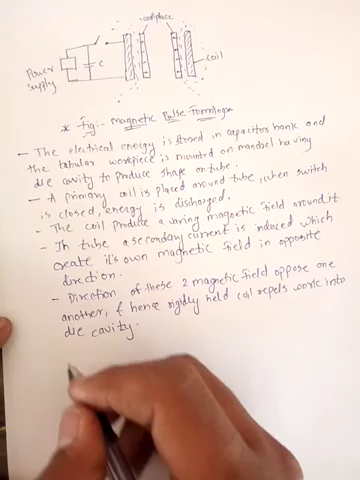 workpiece
Power
supply
C
coil
* Fig:- Magnetic Pulse Forming *
- The electrical energy is stored in capacitor bank and
the tabular workpiece is mounted on mandrel having
die cavity to produce shape on tube.
- A primary coil is placed around tube, when switch
is closed, energy is discharged.
- The coil produce a varing magnetic field around it
- In tube a secondary current is induced which
create it's own magnetic field in opposite
direction.
- Direction of these 2 magnetic field oppose one
another, & hence rigidly held coil repels work into
die cavity.